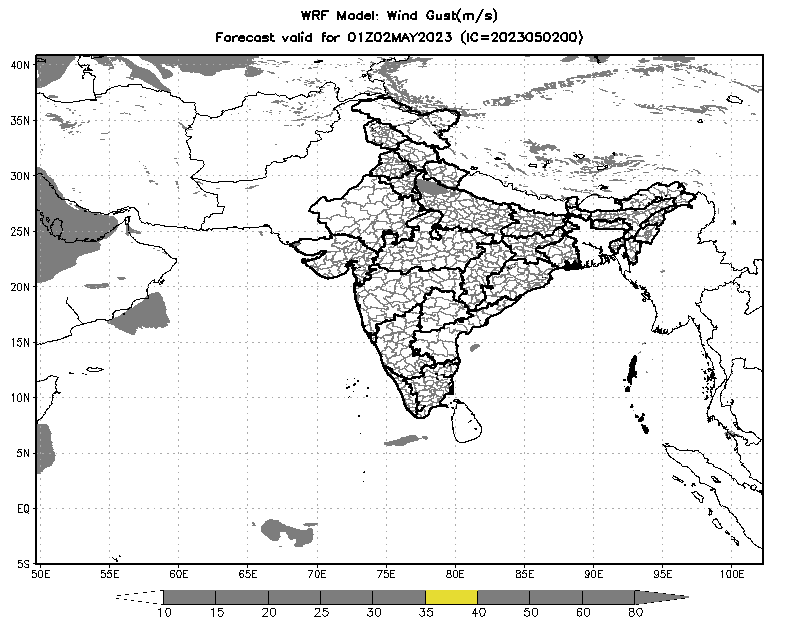 WRF Model: Wind Gust(m/s)
Forecast valid for 01Z02MAY2023 (IC=2023050200)
40N
35N
30N
25N
20N
15N
10N
5N
EQ
5S
50E 55E 60E 65E 70E 75E 80E 85E 90E 95E 100E
10 15 20 25 30 35 40 50 60 80